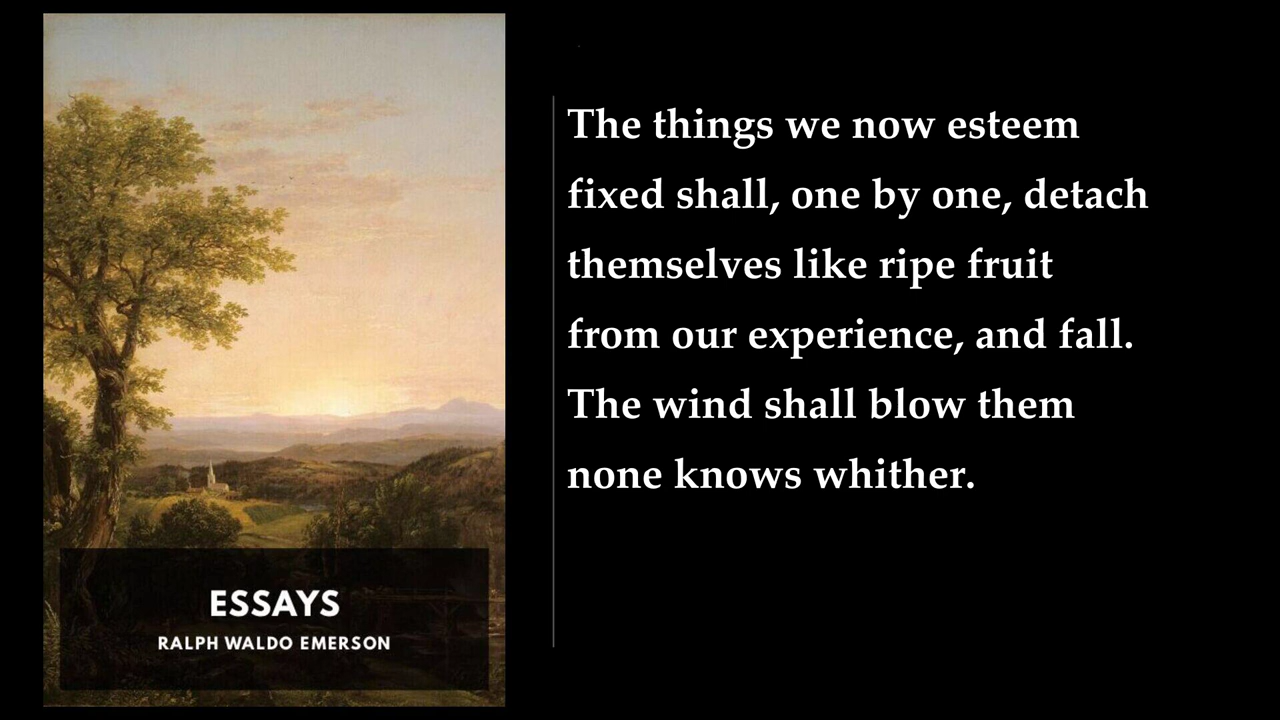 ESSAYS
RALPH WALDO EMERSON
The things we now esteem
fixed shall, one by one, detach
themselves like ripe fruit
from our experience, and fall.
The wind shall blow them
none knows whither.